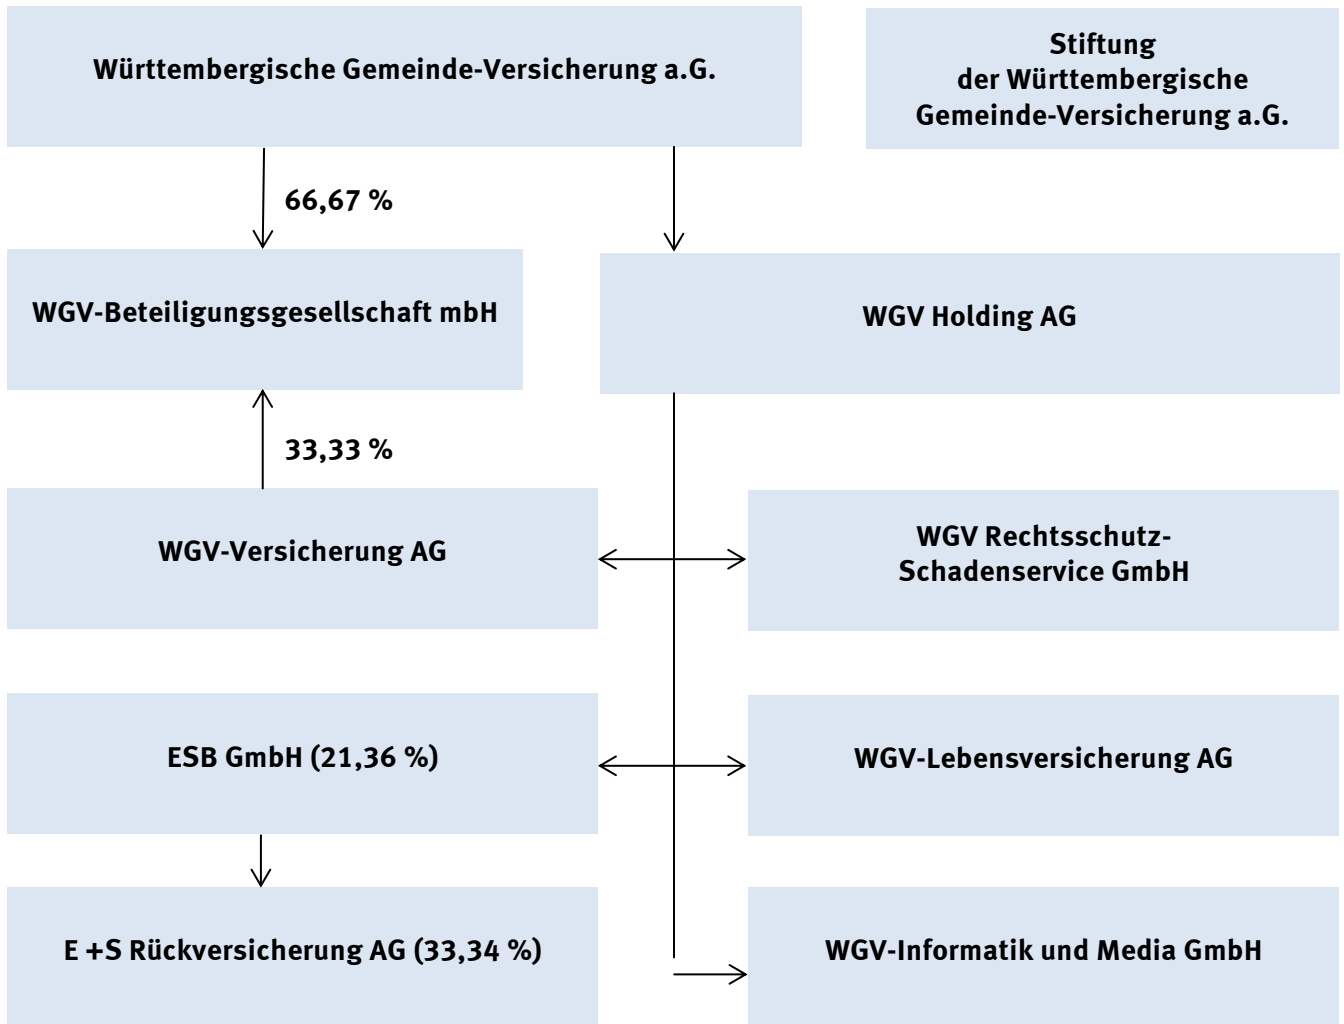 Württembergische Gemeinde-Versicherung a.G.
Stiftung
der Württembergische
Gemeinde-Versicherung a.G.
66,67 %
WGV-Beteiligungsgesellschaft mbH
WGV Holding AG
33,33 %
WGV-Versicherung AG
WGV Rechtsschutz-
Schadenservice GmbH
ESB GmbH (21,36 %)
WGV-Lebensversicherung AG
E +S Rückversicherung AG (33,34 %)
WGV-Informatik und Media GmbH